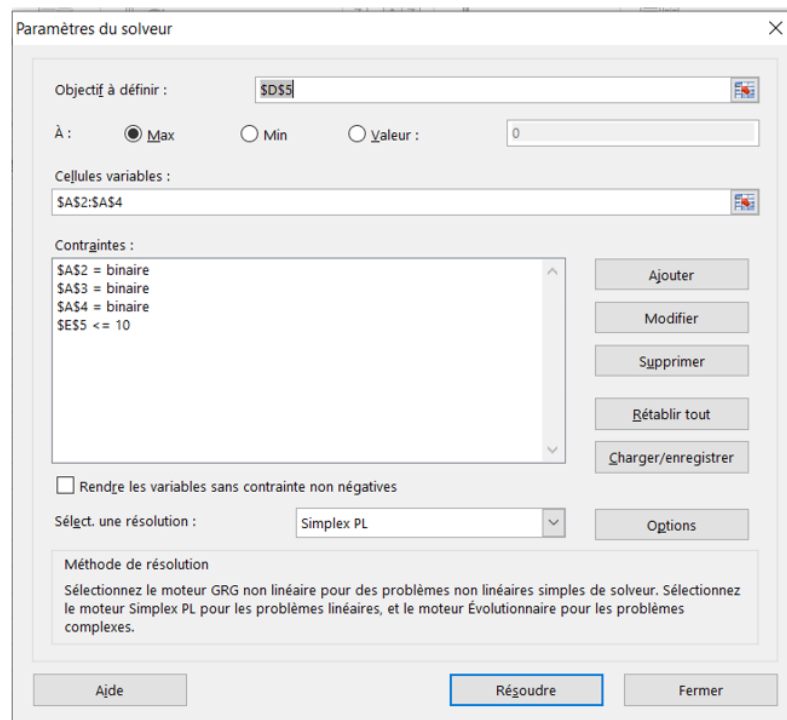 Paramètres du solveur
Objectif à définir :
$D$5
À :
Max
Min
Valeur :
0
Cellules variables :
$A$2:$A$4
Contraintes :
$A$2 = binaire
$A$3 = binaire
$A$4 = binaire
$E$5 <= 10
Ajouter
Modifier
Supprimer
Rétablir tout
Charger/enregistrer
Rendre les variables sans contrainte non négatives
Sélect. une résolution :
Simplex PL
Options
Méthode de résolution
Sélectionnez le moteur GRG non linéaire pour des problèmes non linéaires simples de solveur. Sélectionnez
le moteur Simplex PL pour les problèmes linéaires, et le moteur Évolutionnaire pour les problèmes
complexes.
Aide
Résoudre
Fermer